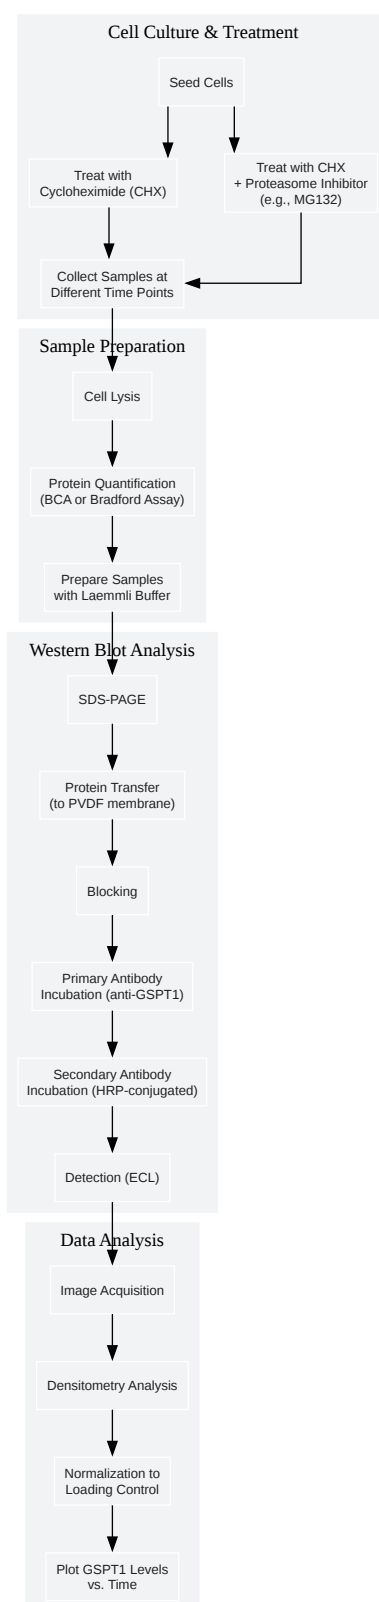 Cell Culture & Treatment
Seed Cells
Treat with
Cycloheximide (CHX)
Treat with CHX
+ Proteasome Inhibitor
(e.g., MG132)
Collect Samples at
Different Time Points
Sample Preparation
Cell Lysis
Protein Quantification
(BCA or Bradford Assay)
Prepare Samples
with Laemmli Buffer
Western Blot Analysis
SDS-PAGE
Protein Transfer
(to PVDF membrane)
Blocking
Primary Antibody
Incubation (anti-GSPT1)
Secondary Antibody
Incubation (HRP-conjugated)
Detection (ECL)
Data Analysis
Image Acquisition
Densitometry Analysis
Normalization to
Loading Control
Plot GSPT1 Levels
vs. Time